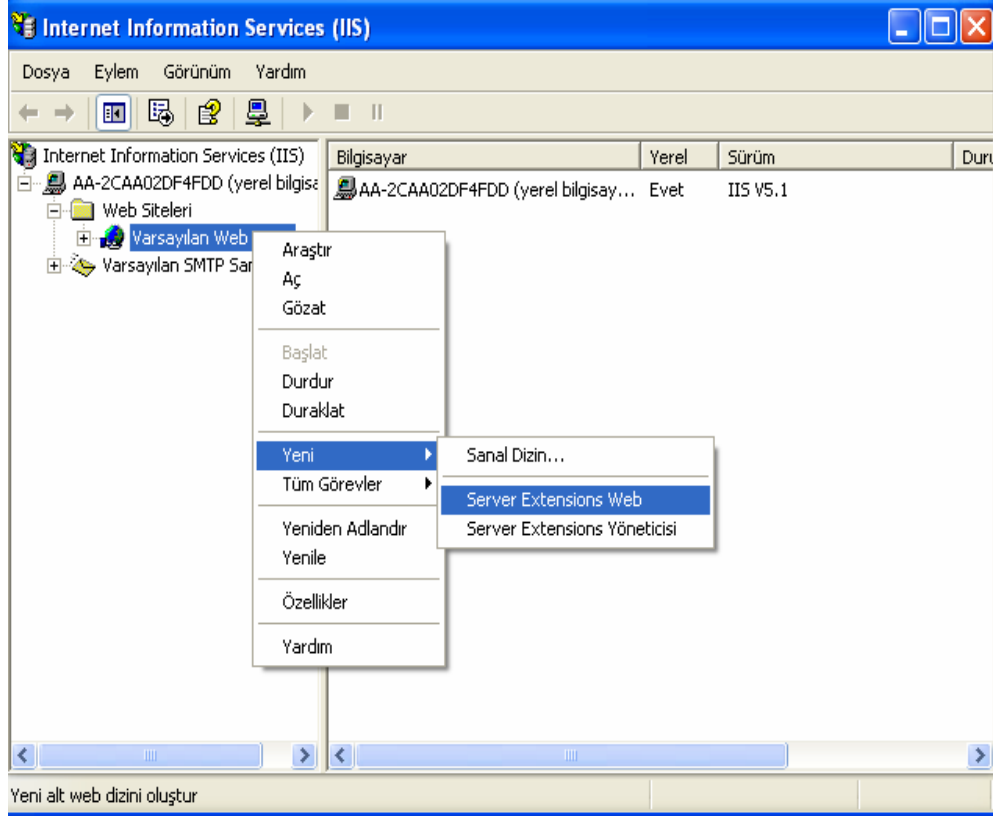 Internet Information Services (IIS)
Dosya Eylem Görünüm Yardım
Internet Information Services (IIS)
AA-2CAA02DF4FDD (yerel bilgisa
Web Siteleri
Varsayılan Web
Varsayılan SMTP Sar
Bilgisayar Yerel Sürüm Duru
AA-2CAA02DF4FDD (yerel bilgisay... Evet IIS V5.1
Araştır
Aç
Gözat
Başlat
Durdur
Duraklat
Yeni
Tüm Görevler
Yeniden Adlandır
Yenile
Özellikler
Yardım
Sanal Dizin...
Server Extensions Web
Server Extensions Yöneticisi
Yeni alt web dizini oluştur